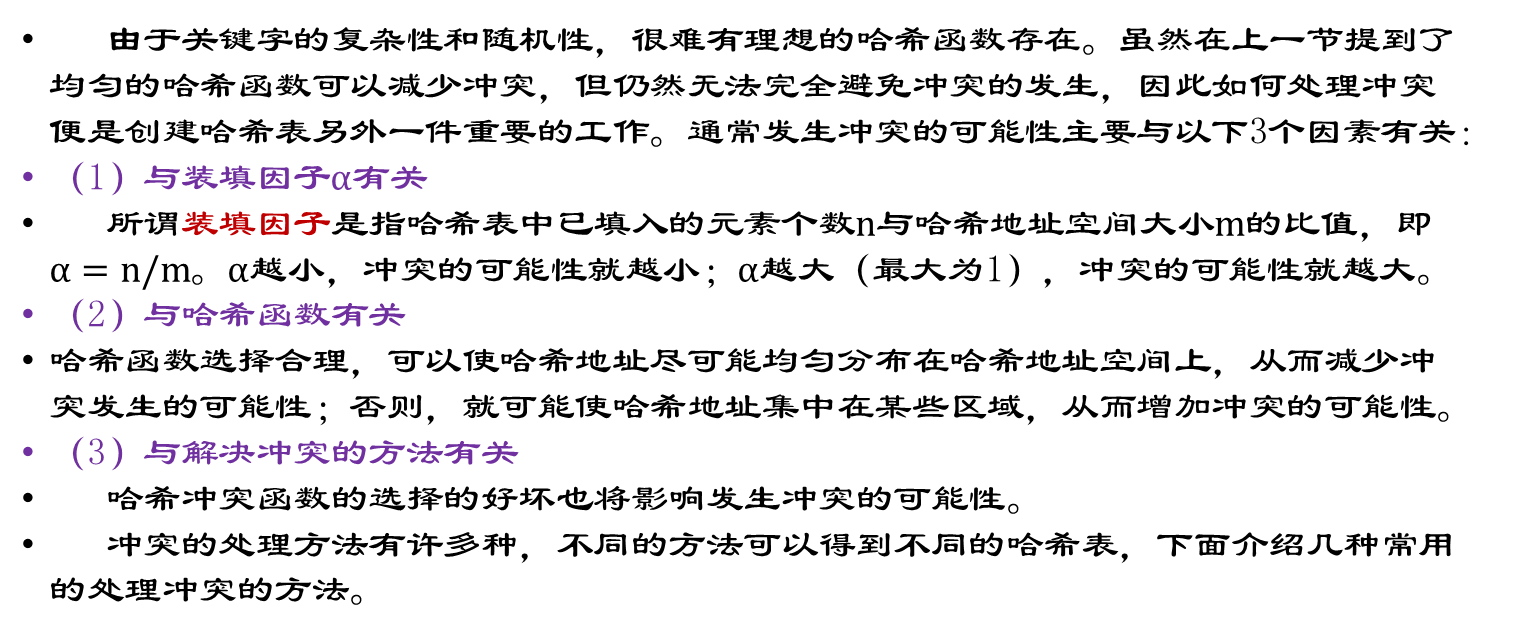 • 由于关键字的复杂性和随机性，很难有理想的哈希函数存在。虽然在上一节提到了
均匀的哈希函数可以减少冲突，但仍然无法完全避免冲突的发生，因此如何处理冲突
便是创建哈希表另外一件重要的工作。通常发生冲突的可能性主要与以下3个因素有关：
• （1）与装填因子α有关
• 所谓装填因子是指哈希表中已填入的元素个数n与哈希地址空间大小m的比值，即
α = n/m。α越小，冲突的可能性就越小；α越大（最大为1），冲突的可能性就越大。
• （2）与哈希函数有关
• 哈希函数选择合理，可以使哈希地址尽可能均匀分布在哈希地址空间上，从而减少冲
突发生的可能性；否则，就可能使哈希地址集中在某些区域，从而增加冲突的可能性。
• （3）与解决冲突的方法有关
• 哈希冲突函数的选择的好坏也将影响发生冲突的可能性。
• 冲突的处理方法有许多种，不同的方法可以得到不同的哈希表，下面介绍几种常用
的处理冲突的方法。